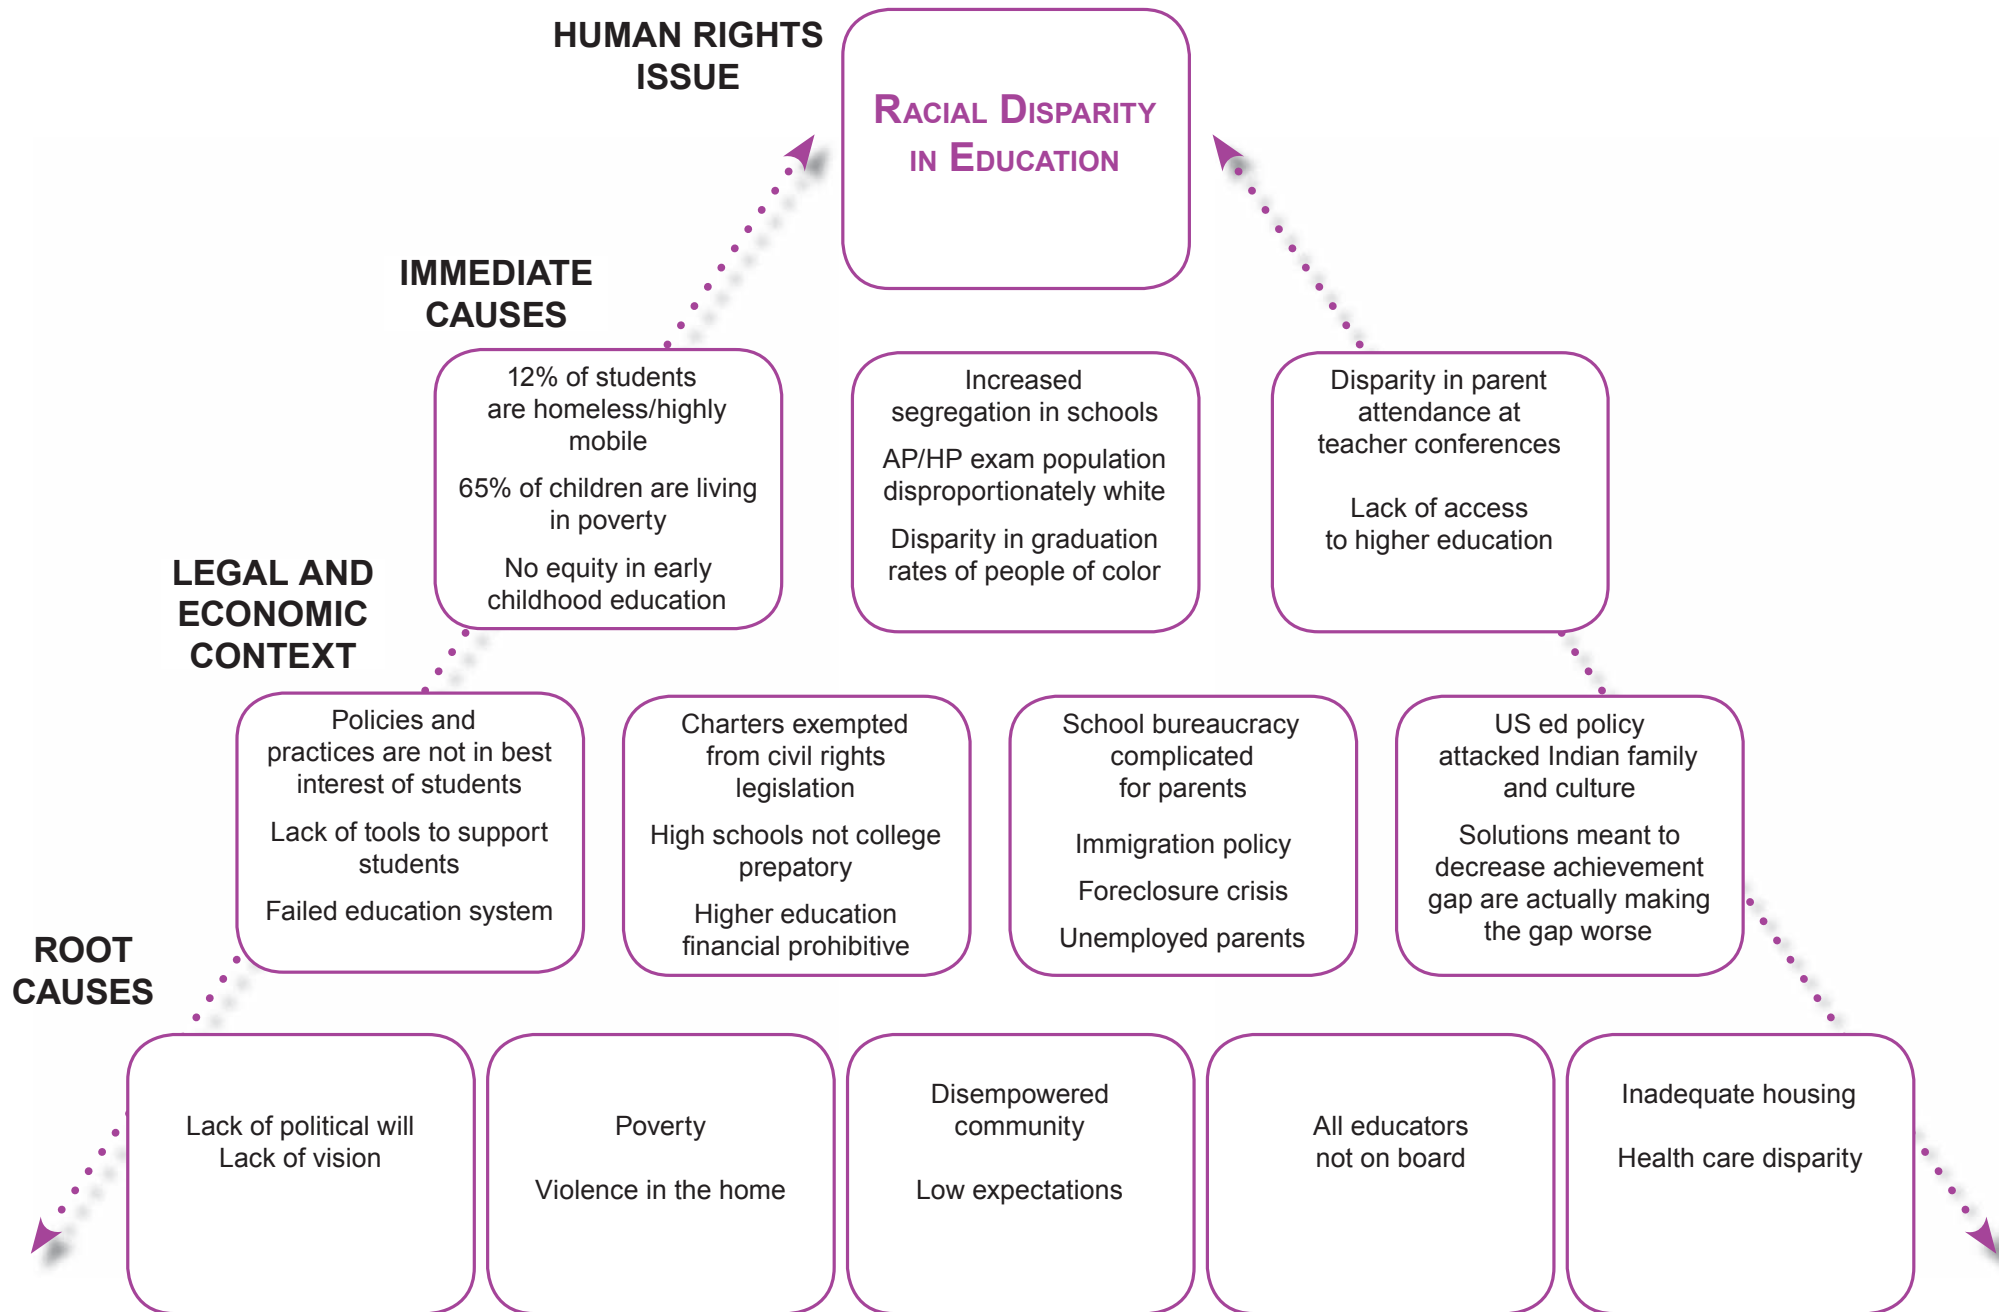 HUMAN RIGHTS
ISSUE
RACIAL DISPARITY
IN EDUCATION
IMMEDIATE
CAUSES
12% of students
are homeless/highly
mobile
65% of children are living
in poverty
No equity in early
childhood education
Increased
segregation in schools
AP/HP exam population
disproportionately white
Disparity in graduation
rates of people of color
Disparity in parent
attendance at
teacher conferences
Lack of access
to higher education
LEGAL AND
ECONOMIC
CONTEXT
Policies and
practices are not in best
interest of students
Lack of tools to support
students
Failed education system
Charters exempted
from civil rights
legislation
High schools not college
prepatory
Higher education
financial prohibitive
School bureaucracy
complicated
for parents
Immigration policy
Foreclosure crisis
Unemployed parents
US ed policy
attacked Indian family
and culture
Solutions meant to
decrease achievement
gap are actually making
the gap worse
ROOT
CAUSES
Lack of political will
Lack of vision
Poverty
Violence in the home
Disempowered
community
Low expectations
All educators
not on board
Inadequate housing
Health care disparity